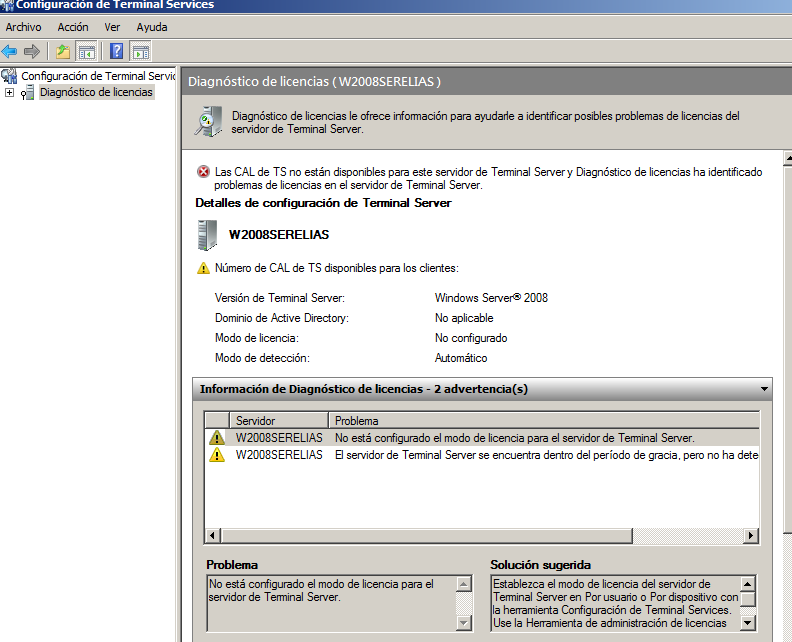 Configuración de Terminal Services
Archivo Acción Ver Ayuda
Configuración de Terminal Servic
Diagnóstico de licencias
Diagnóstico de licencias ( W2008SERELIAS )
Diagnóstico de licencias le ofrece información para ayudarle a identificar posibles problemas de licencias del
servidor de Terminal Server.
Las CAL de TS no están disponibles para este servidor de Terminal Server y Diagnóstico de licencias ha identificado
problemas de licencias en el servidor de Terminal Server.
Detalles de configuración de Terminal Server
W2008SERELIAS
Número de CAL de TS disponibles para los clientes:
Versión de Terminal Server: Windows Server® 2008
Dominio de Active Directory: No aplicable
Modo de licencia: No configurado
Modo de detección: Automático
Información de Diagnóstico de licencias - 2 advertencia(s)
Servidor Problema
W2008SERELIAS No está configurado el modo de licencia para el servidor de Terminal Server.
W2008SERELIAS El servidor de Terminal Server se encuentra dentro del período de gracia, pero no ha dete
Problema
No está configurado el modo de licencia para el
servidor de Terminal Server.
Solución sugerida
Establezca el modo de licencia del servidor de
Terminal Server en Por usuario o Por dispositivo con
la herramienta Configuración de Terminal Services.
Use la Herramienta de administración de licencias